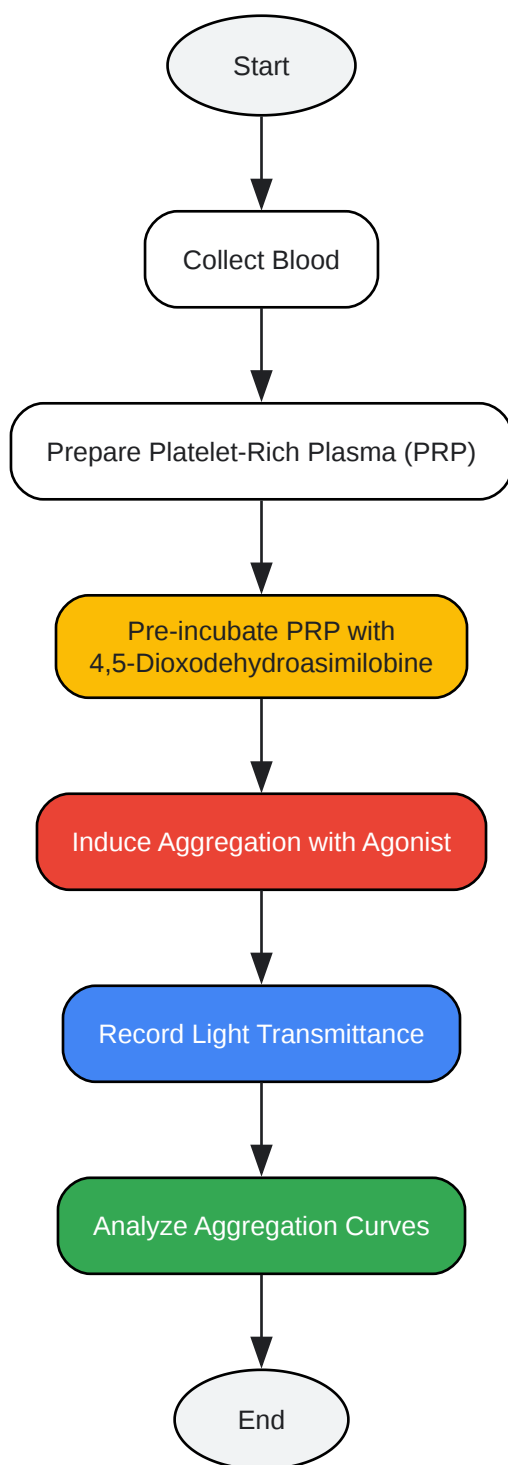 Start
Collect Blood
Prepare Platelet-Rich Plasma (PRP)
Pre-incubate PRP with
4,5-Dioxodehydroasimilobine
Induce Aggregation with Agonist
Record Light Transmittance
Analyze Aggregation Curves
End